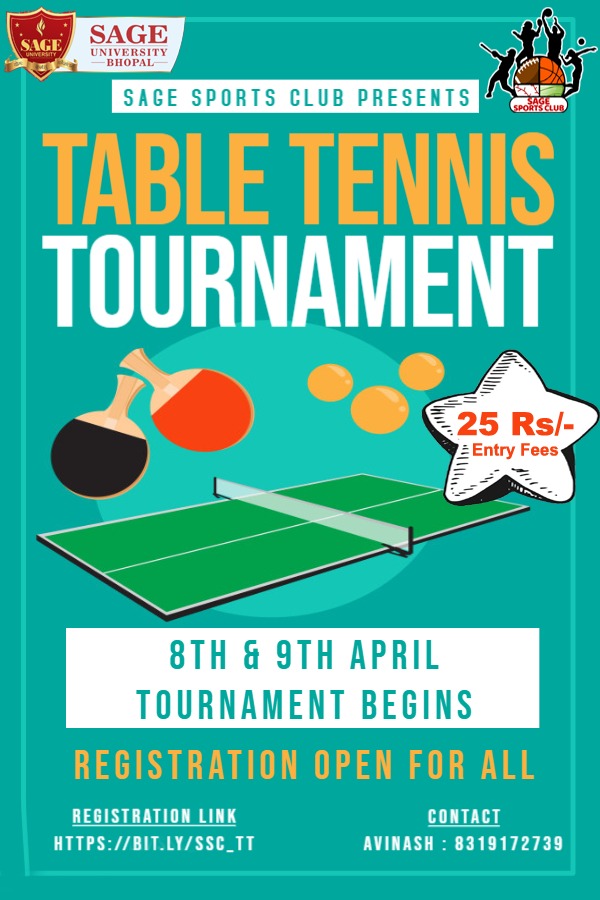 SAGE
UNIVERSITY
SAGE
UNIVERSITY
BHOPAL
SAGE
SPORTS CLUB
SAGE SPORTS CLUB PRESENTS
TABLE TENNIS
TOURNAMENT
25 Rs/-
Entry Fees
8TH & 9TH APRIL
TOURNAMENT BEGINS
REGISTRATION OPEN FOR ALL
REGISTRATION LINK
HTTPS://BIT.LY/SSC_TT
CONTACT
AVINASH : 8319172739